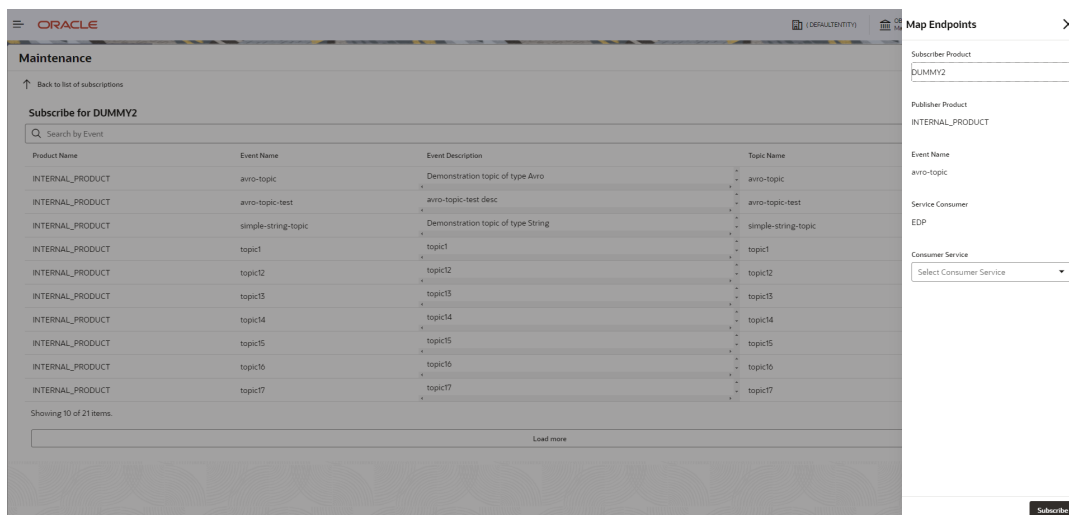 ORACLE
( DEFAULTENTITY)
Maintenance
Back to list of subscriptions
Subscribe for DUMMY2
Search by Event
Product Name Event Name Event Description Topic Name
INTERNAL_PRODUCT avro-topic Demonstration topic of type Avro avro-topic
INTERNAL_PRODUCT avro-topic-test avro-topic-test desc avro-topic-test
INTERNAL_PRODUCT simple-string-topic Demonstration topic of type String simple-string-topic
INTERNAL_PRODUCT topic1 topic1 topic1
INTERNAL_PRODUCT topic12 topic12 topic12
INTERNAL_PRODUCT topic13 topic13 topic13
INTERNAL_PRODUCT topic14 topic14 topic14
INTERNAL_PRODUCT topic15 topic15 topic15
INTERNAL_PRODUCT topic16 topic16 topic16
INTERNAL_PRODUCT topic17 topic17 topic17
Showing 10 of 21 items.
Load more
Map Endpoints
Subscriber Product
DUMMY2
Publisher Product
INTERNAL_PRODUCT
Event Name
avro-topic
Service Consumer
EDP
Consumer Service
Select Consumer Service
Subscribe